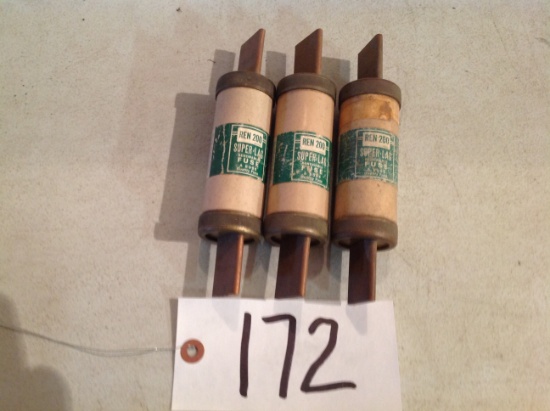 REN 200
SUPER-LAG
FUSE
REN 200
SUPER-LAG
FUSE
REN 200
SUPER-LAG
FUSE
172